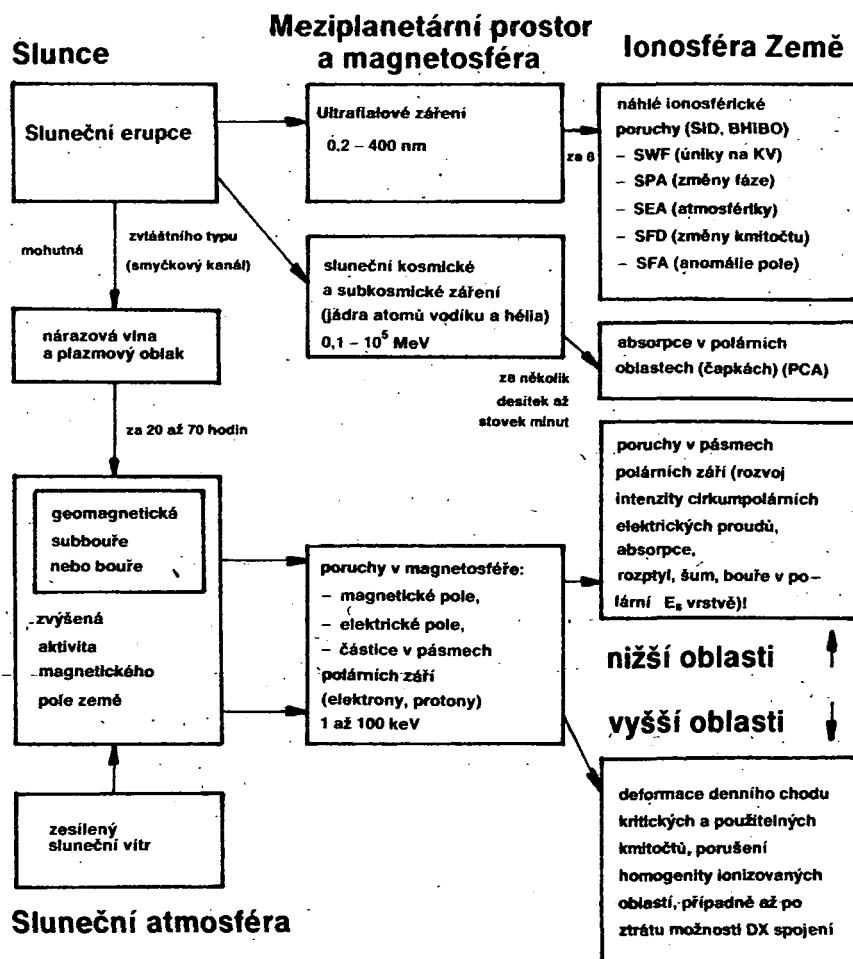 Slunce
Meziplanetární prostor
a magnetosféra
Ionosféra Země
Sluneční erupce
Ultrafialové záření
0,2 – 400 nm
za 8
náhlé ionosférické
poruchy (SID, BHIBO)
– SWF (úniky na KV)
– SPA (změny fáze)
– SEA (atmosfériky)
– SFD (změny kmitočtu)
– SFA (anomálie pole)
mohutná
zvláštního typu
(smyčkový kanál)
sluneční kosmické
a subkosmické záření
(jádra atomů vodíku a hélia)
0,1 – 10⁵ MeV
nárazová vlna
a plazmový oblak
absorpce v polárních
oblastech (čapkách) (PCA)
za několik
desítek až
stovek minut
za 20 až 70 hodin
geomagnetická
subbouře
nebo bouře
zvýšená
aktivita
magnetického
pole země
poruchy v magnetosféře:
– magnetické pole,
– elektrické pole,
– částice v pásmech
polárních září
(elektrony, protony)
1 až 100 keV
poruchy v pásmech
polárních září (rozvoj
intenzity cirkumpolárních
elektrických proudů,
absorpce,
rozptyl, šum, bouře v po–
lární Eₛ vrstvě)!
nižší oblasti
vyšší oblasti
zesílený
sluneční vítr
Sluneční atmosféra
deformace denního chodu
kritických a použitelných
kmitočtů, porušení
homogenity ionizovaných
oblastí, případně až po
ztrátu možnosti DX spojení